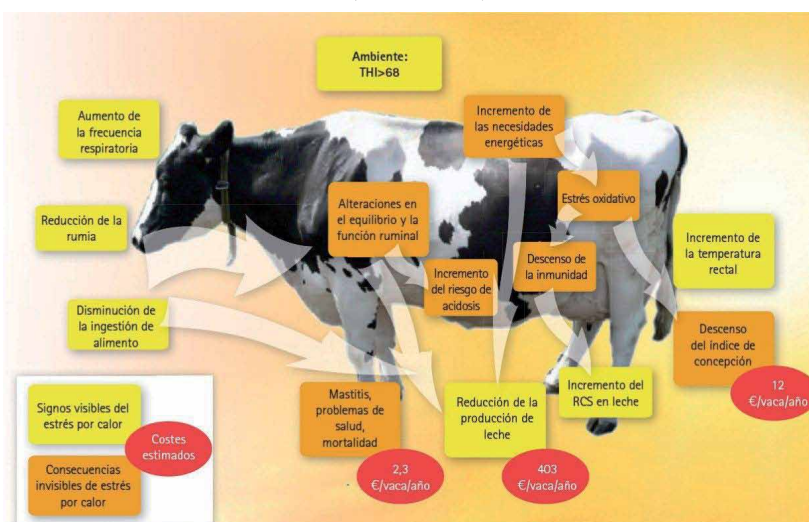 Ambiente:
THI>68
Aumento de
la frecuencia
respiratoria
Incremento de
las necesidades
energéticas
Alteraciones en
el equilibrio y la
función ruminal
Estrés oxidativo
Reducción de la
rumia
Incremento
del riesgo de
acidosis
Descenso de
la inmunidad
Incremento de
la temperatura
rectal
Disminución de
la ingestión de
alimento
Descenso
del índice de
concepción
12
€/vaca/año
Mastitis,
problemas de
salud,
mortalidad
2,3
€/vaca/año
Reducción de la
producción de
leche
403
€/vaca/año
Incremento del
RCS en leche
Signos visibles del
estrés por calor
Costes
estimados
Consecuencias
invisibles de estrés
por calor